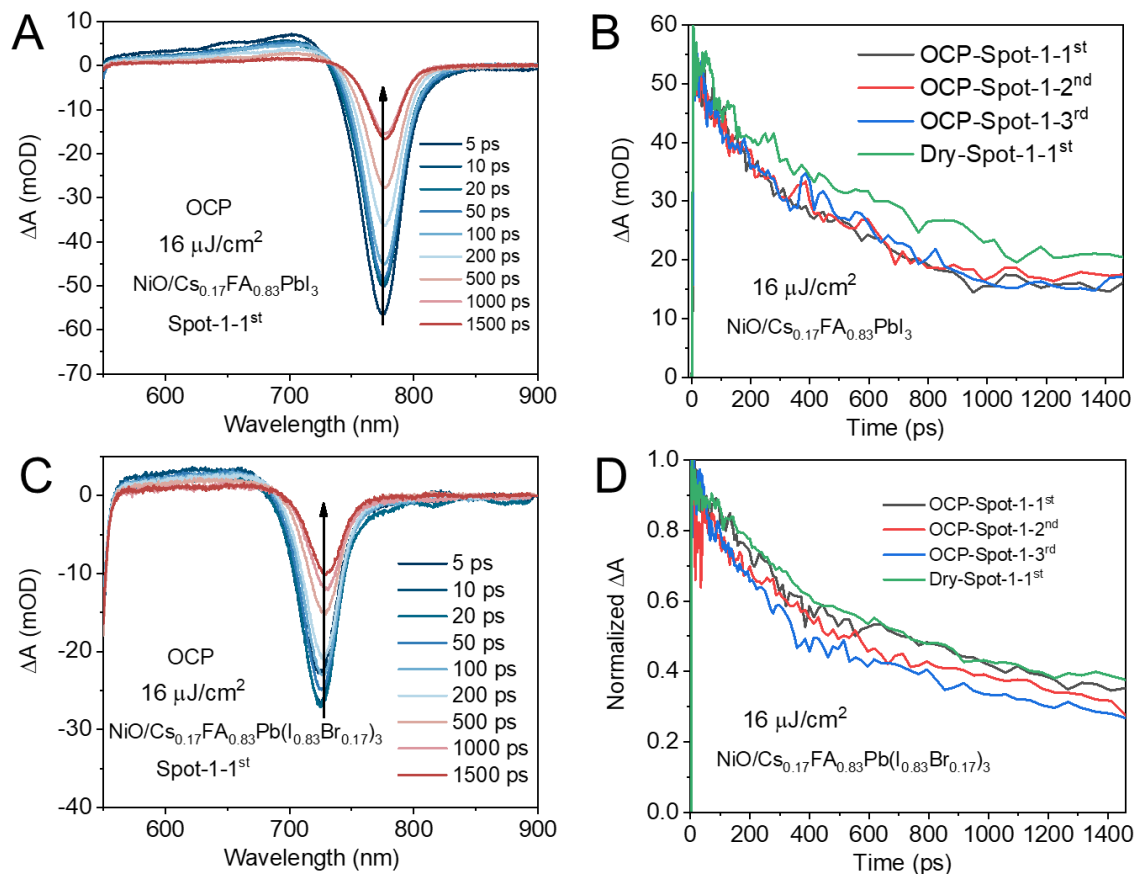 A
10
0
-10
-20
-30
-40
-50
-60
-70
ΔA (mOD)
600
700
800
900
Wavelength (nm)
OCP
16 μJ/cm²
NiO/Cs₀.₁₇FA₀.₈₃PbI₃
Spot-1-1ˢᵗ
5 ps
10 ps
20 ps
50 ps
100 ps
200 ps
500 ps
1000 ps
1500 ps
B
60
50
40
30
20
10
0
ΔA (mOD)
0
200
400
600
800
1000
1200
1400
Time (ps)
OCP-Spot-1-1ˢᵗ
OCP-Spot-1-2ⁿᵈ
OCP-Spot-1-3ʳᵈ
Dry-Spot-1-1ˢᵗ
16 μJ/cm²
NiO/Cs₀.₁₇FA₀.₈₃PbI₃
C
0
-10
-20
-30
-40
ΔA (mOD)
600
700
800
900
Wavelength (nm)
OCP
16 μJ/cm²
NiO/Cs₀.₁₇FA₀.₈₃Pb(I₀.₈₃Br₀.₁₇)₃
Spot-1-1ˢᵗ
5 ps
10 ps
20 ps
50 ps
100 ps
200 ps
500 ps
1000 ps
1500 ps
D
1.0
0.8
0.6
0.4
0.2
0.0
Normalized ΔA
0
200
400
600
800
1000
1200
1400
Time (ps)
OCP-Spot-1-1ˢᵗ
OCP-Spot-1-2ⁿᵈ
OCP-Spot-1-3ʳᵈ
Dry-Spot-1-1ˢᵗ
16 μJ/cm²
NiO/Cs₀.₁₇FA₀.₈₃Pb(I₀.₈₃Br₀.₁₇)₃